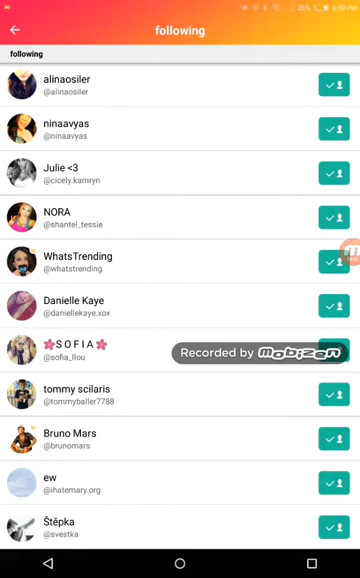 26% 6:00 PM
following
following
alinaosiler
@alinaosiler
ninaavyas
@ninaavyas
Julie <3
@cicely.kamryn
NORA
@shantel_tessie
WhatsTrending
@whatstrending
Danielle Kaye
@daniellekaye.xox
🌸S O F I A🌸
@sofia_llou
Recorded by Mobizen
tommy scilaris
@tommyballer7788
Bruno Mars
@brunomars
ew
@ihatemary.org
Štěpka
@svestka